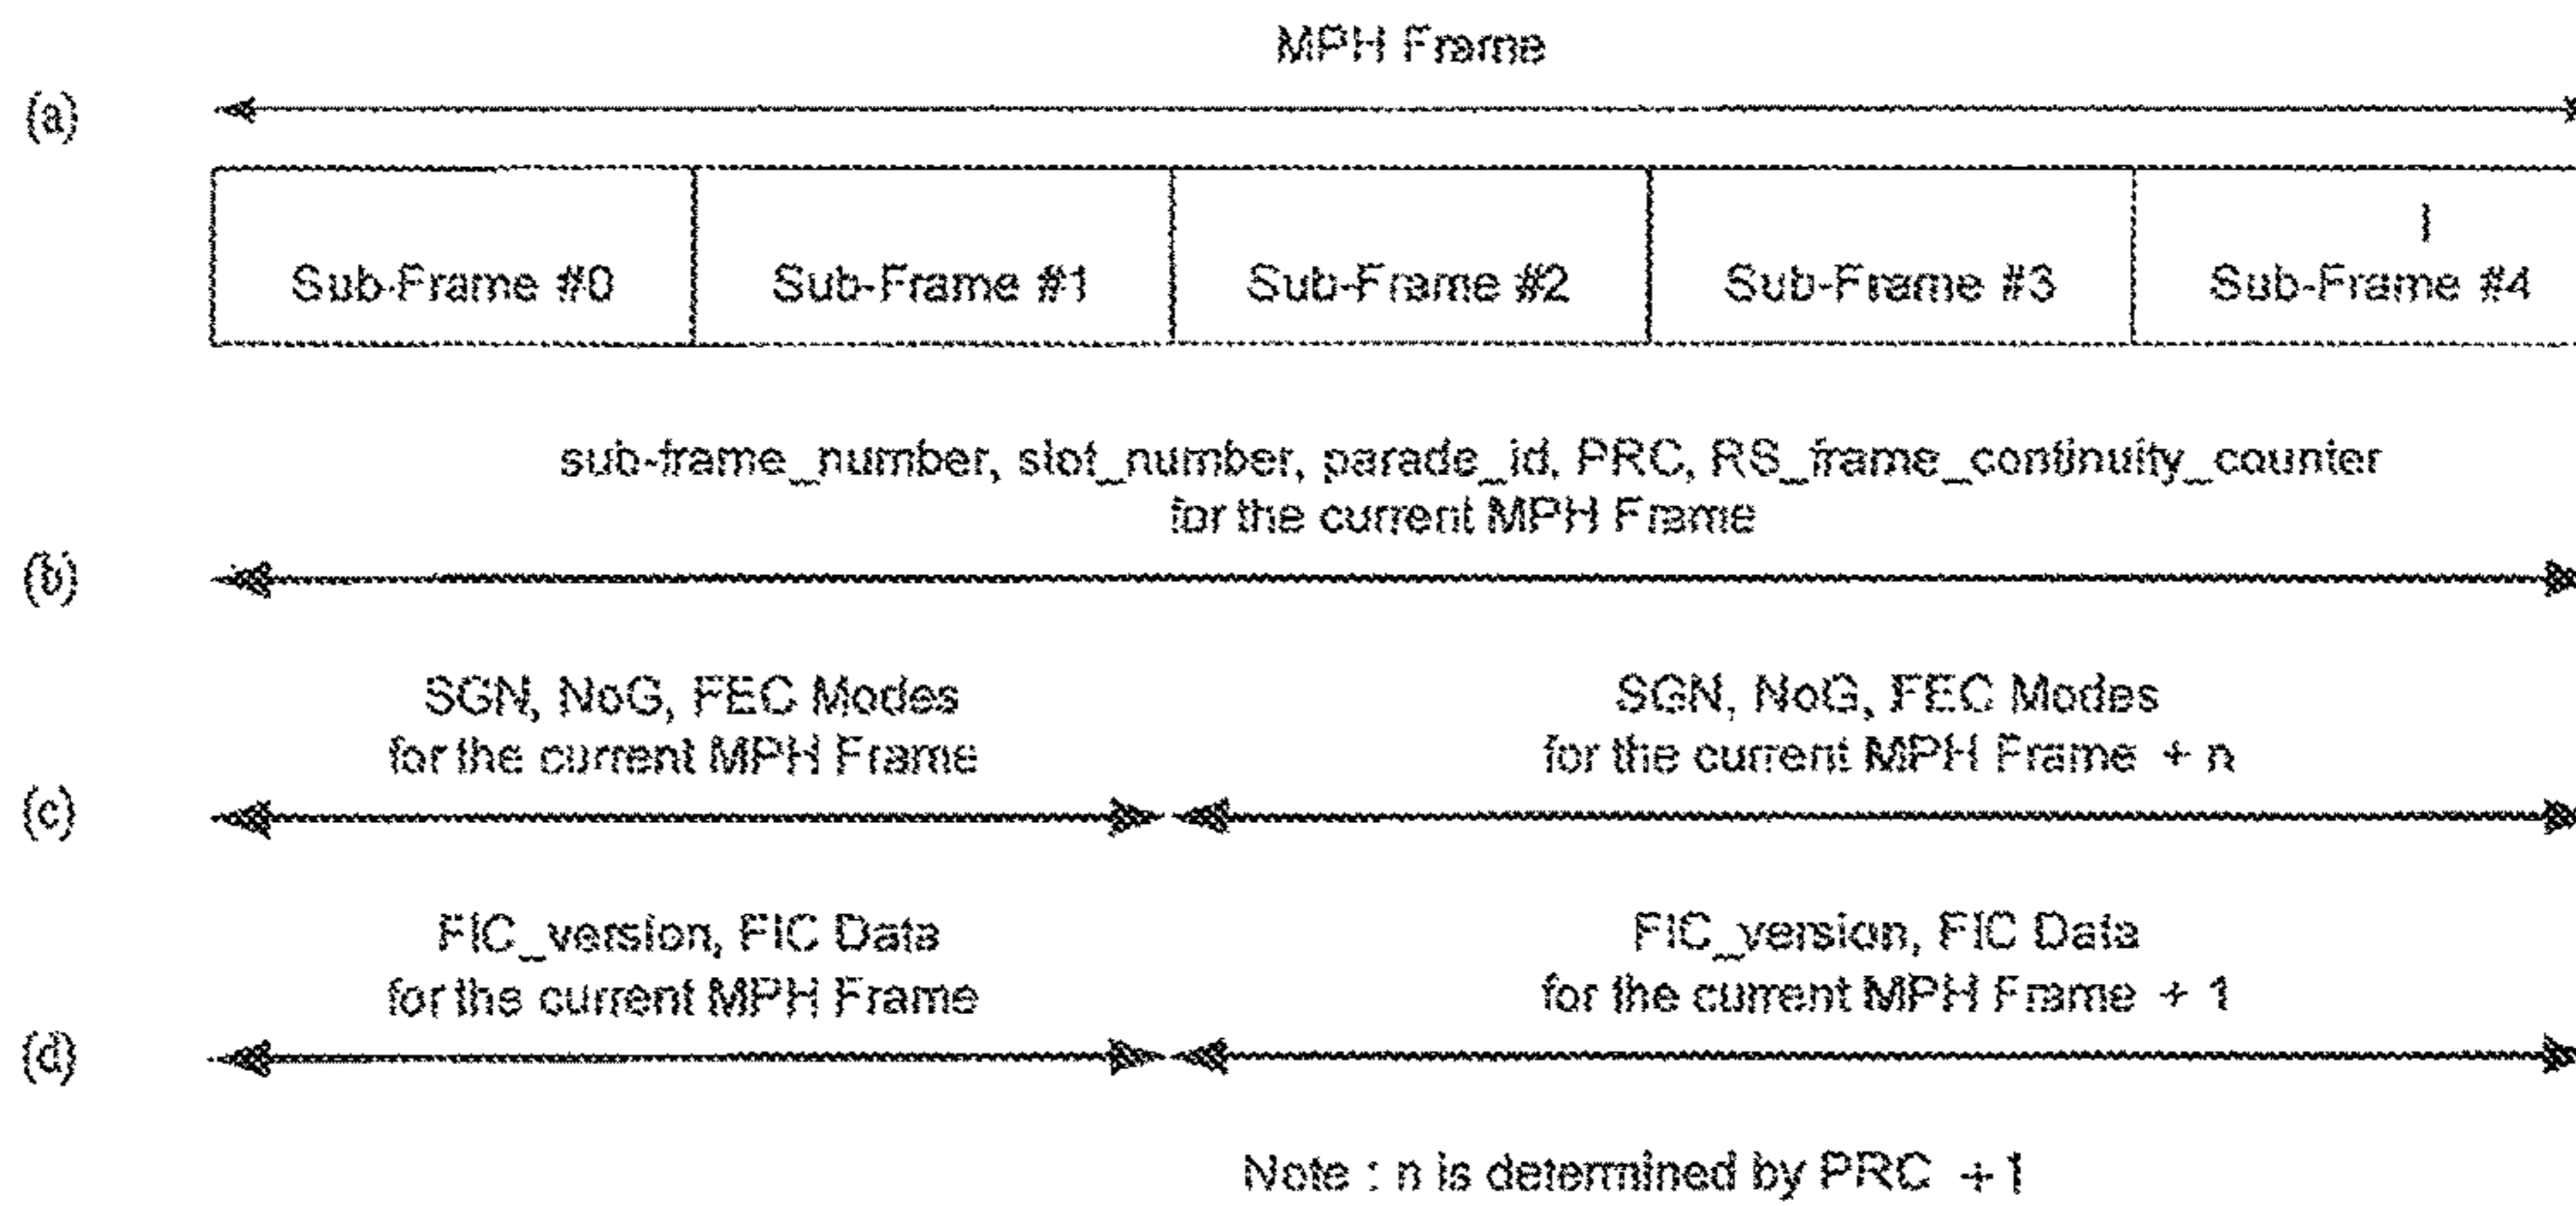 MPH Frame
(a)
Sub-Frame #0 Sub-Frame #1 Sub-Frame #2 Sub-Frame #3 Sub-Frame #4
sub-frame_number, slot_number, parade_id, PRC, RS_frame_continuity_counter
for the current MPH Frame
(b)
SGN, NoG, FEC Modes SGN, NoG, FEC Modes
for the current MPH Frame for the current MPH Frame + n
(c)
FIC_version, FIC Data FIC_version, FIC Data
for the current MPH Frame for the current MPH Frame + 1
(d)
Note : n is determined by PRC + 1